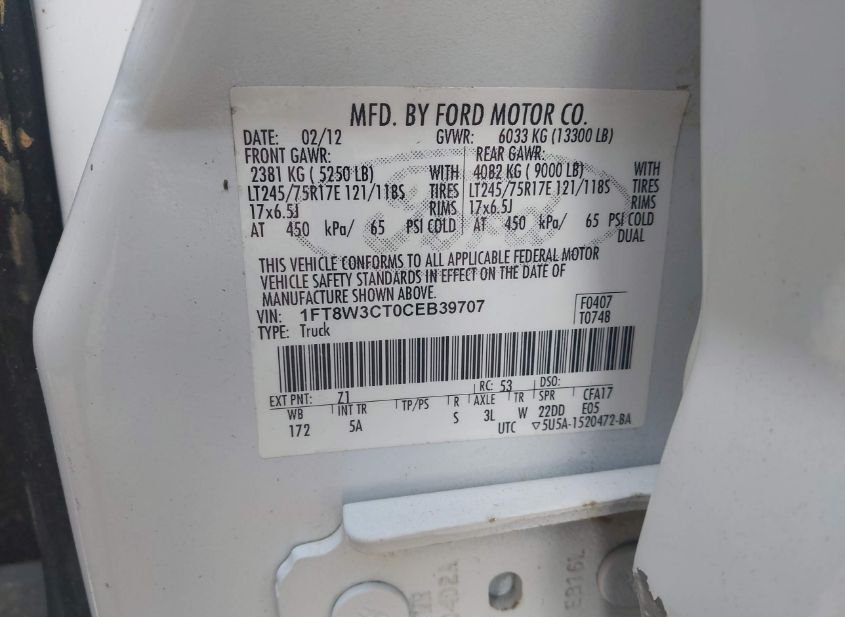 MFD. BY FORD MOTOR CO.
DATE: 02/12 GVWR: 6033 KG (13300 LB)
FRONT GAWR: REAR GAWR:
2381 KG ( 5250 LB) WITH 4082 KG ( 9000 LB) WITH
LT245/75R17E 121/118S TIRES LT245/75R17E 121/118S TIRES
17x6.5J RIMS 17x6.5J RIMS
AT 450 kPa/ 65 PSI COLD AT 450 kPa/ 65 PSI COLD
DUAL
THIS VEHICLE CONFORMS TO ALL APPLICABLE FEDERAL MOTOR
VEHICLE SAFETY STANDARDS IN EFFECT ON THE DATE OF
MANUFACTURE SHOWN ABOVE.
VIN: 1FT8W3CT0CEB39707 F0407
TYPE: Truck T0748
EXT PNT: Z1 RC: 53 DSO:
WB INT TR TP/PS R AXLE TR SPR CFA17
172 5A S 3L W 22DD E05
UTC ▽5U5A-1520472-BA